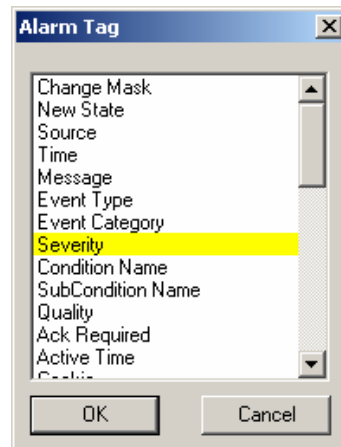 Alarm Tag
Change Mask
New State
Source
Time
Message
Event Type
Event Category
Severity
Condition Name
SubCondition Name
Quality
Ack Required
Active Time
Cookie
OK
Cancel